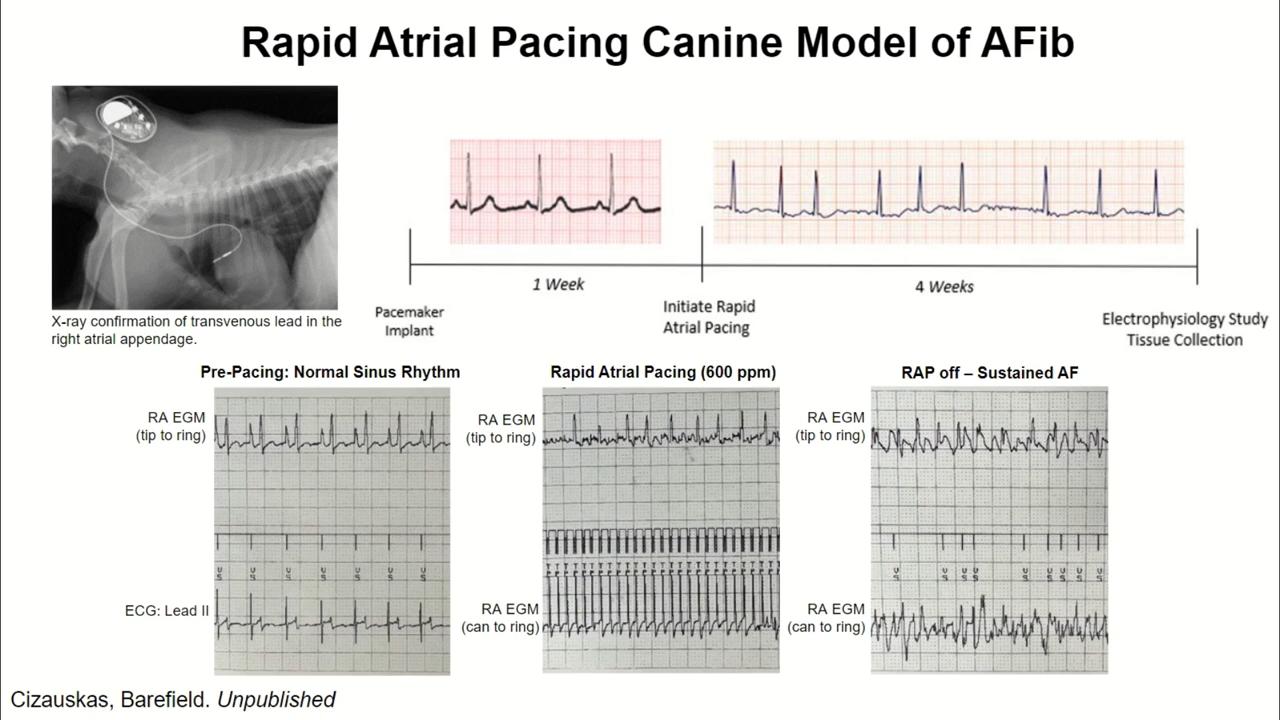 Rapid Atrial Pacing Canine Model of AFib
X-ray confirmation of transvenous lead in the
right atrial appendage.
1 Week
4 Weeks
Pacemaker
Implant
Initiate Rapid
Atrial Pacing
Electrophysiology Study
Tissue Collection
Pre-Pacing: Normal Sinus Rhythm
RA EGM
(tip to ring)
ECG: Lead II
Rapid Atrial Pacing (600 ppm)
RA EGM
(tip to ring)
RA EGM
(can to ring)
RAP off – Sustained AF
RA EGM
(tip to ring)
RA EGM
(can to ring)
Cizauskas, Barefield. Unpublished